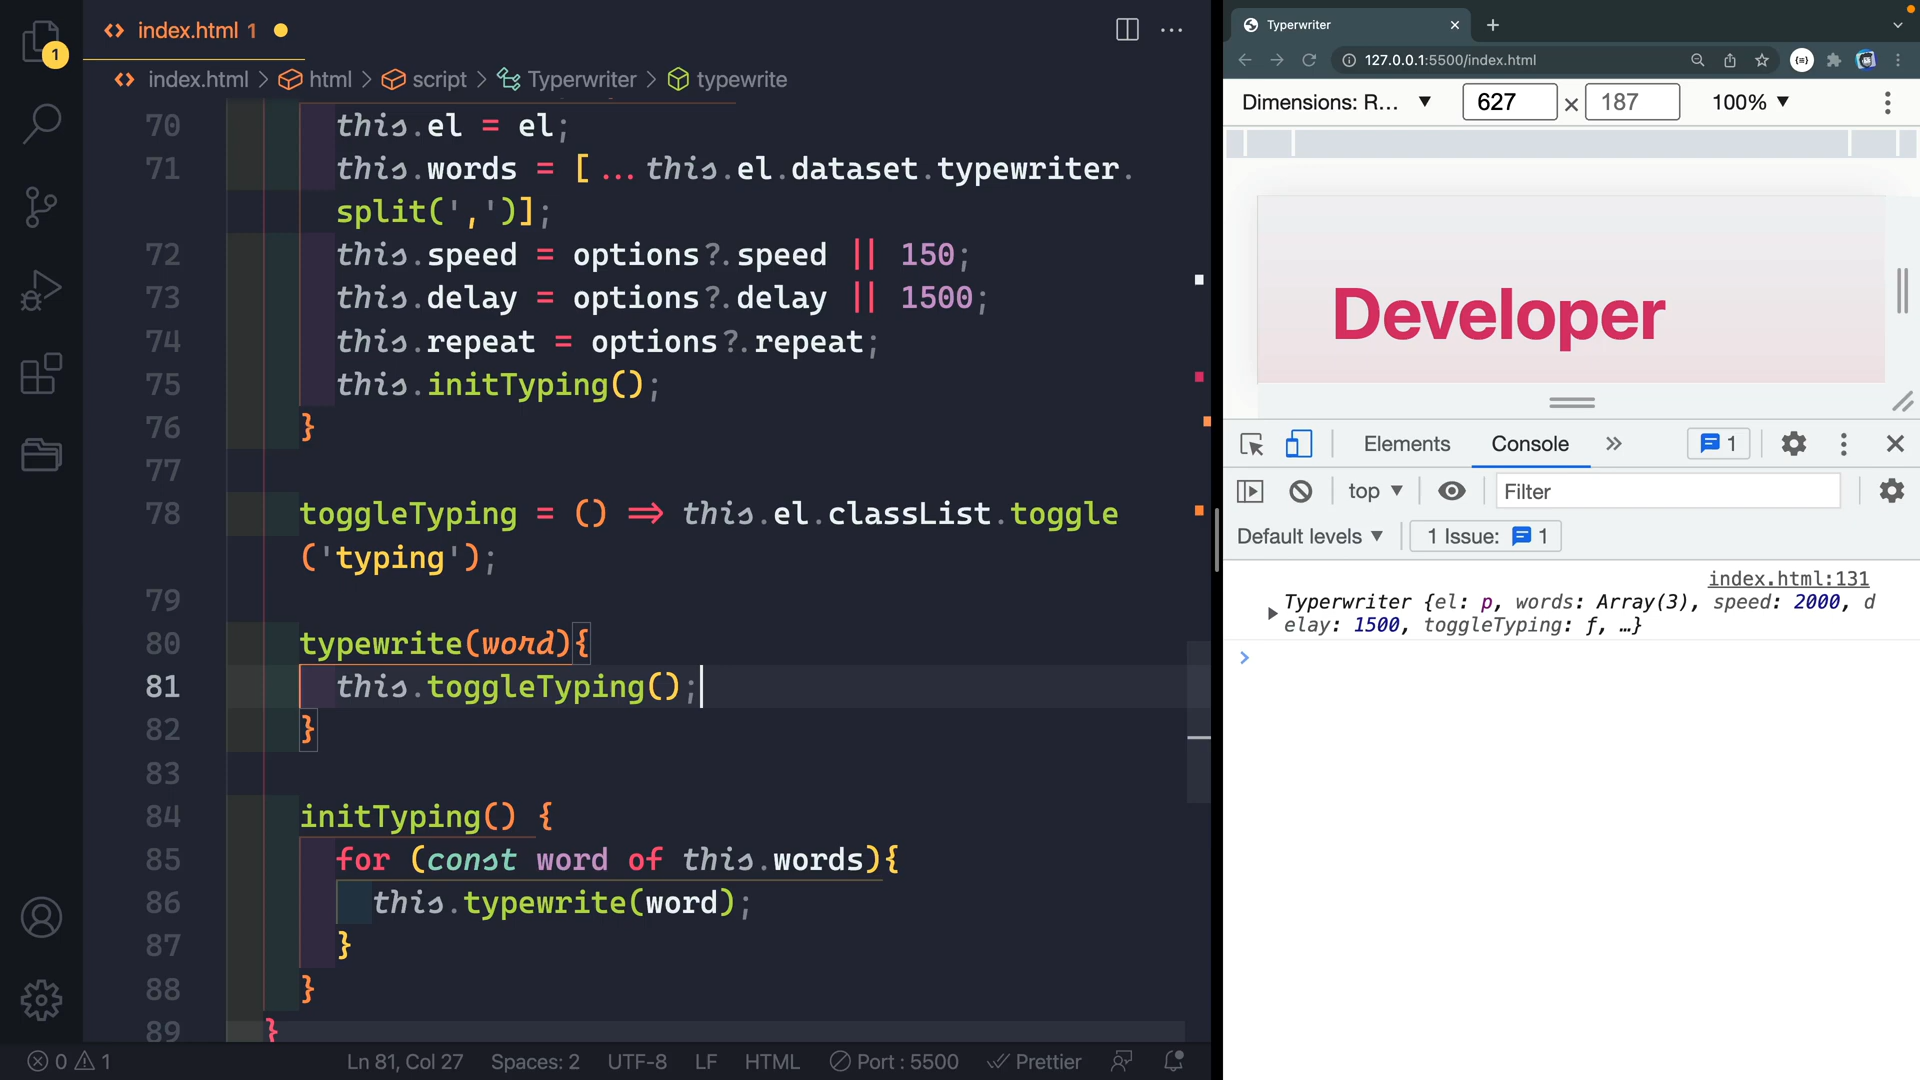 index.html 1
index.html > html > script > Typerwriter > typewrite
1
70 this.el = el;
71 this.words = [...this.el.dataset.typewriter.
split(',')];
72 this.speed = options?.speed || 150;
73 this.delay = options?.delay || 1500;
74 this.repeat = options?.repeat;
75 this.initTyping();
76 }
77
78 toggleTyping = () => this.el.classList.toggle
('typing');
79
80 typewrite(word){
81 this.toggleTyping();
82 }
83
84 initTyping() {
85 for (const word of this.words){
86 this.typewrite(word);
87 }
88 }
89 }
0 1 Ln 81, Col 27 Spaces: 2 UTF-8 LF HTML Port : 5500 Prettier
Typerwriter
127.0.0.1:5500/index.html
Dimensions: R... 627 × 187 100%
Developer
Elements Console 1
top Filter
Default levels 1 Issue: 1
index.html:131
Typerwriter {el: p, words: Array(3), speed: 2000, d
elay: 1500, toggleTyping: ƒ, …}